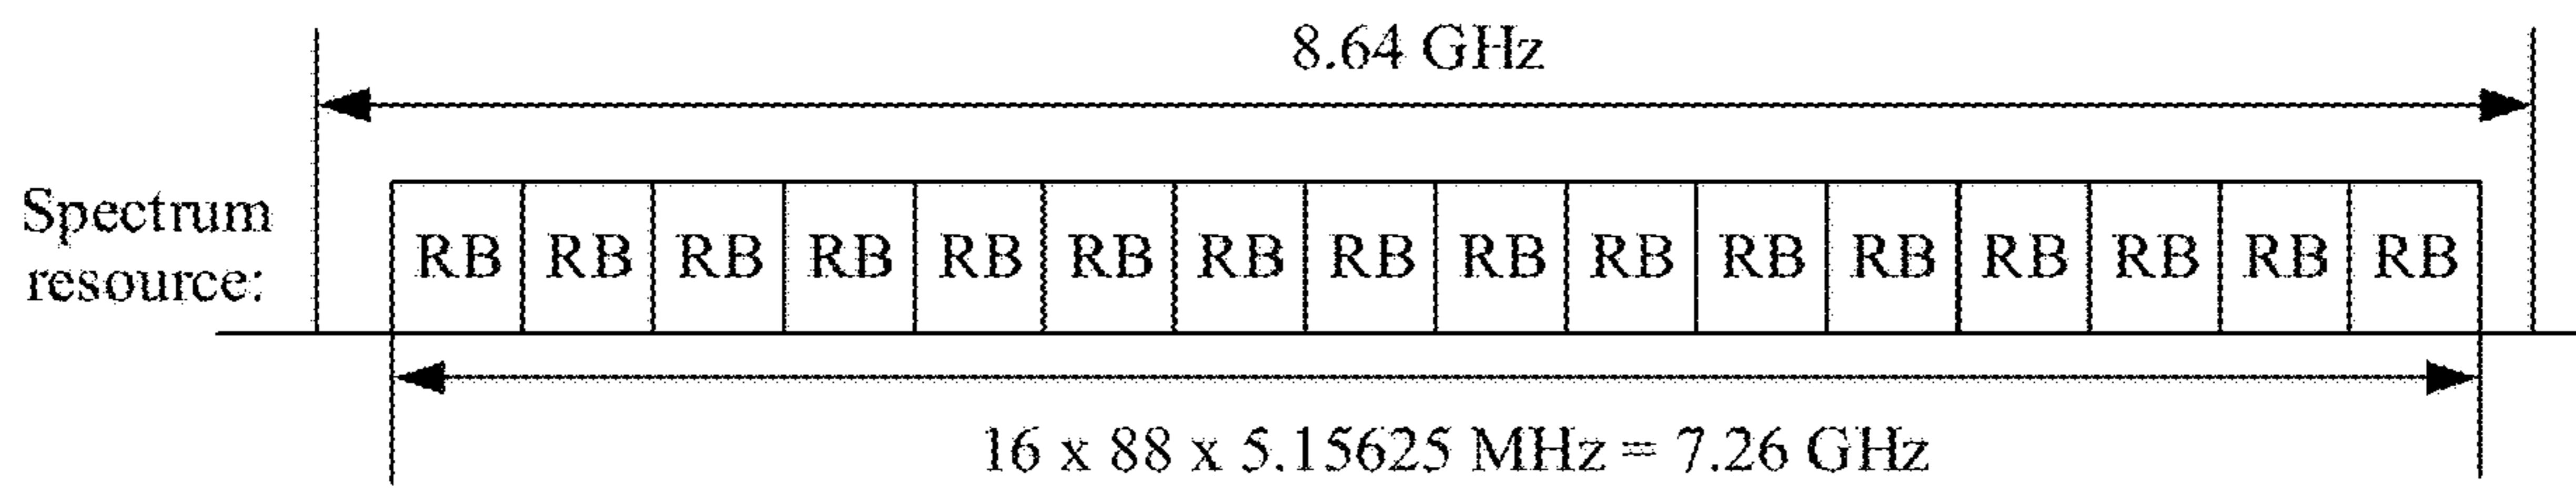 8.64 GHz
Spectrum
resource:
RB RB RB RB RB RB RB RB RB RB RB RB RB RB RB RB
16 x 88 x 5.15625 MHz = 7.26 GHz